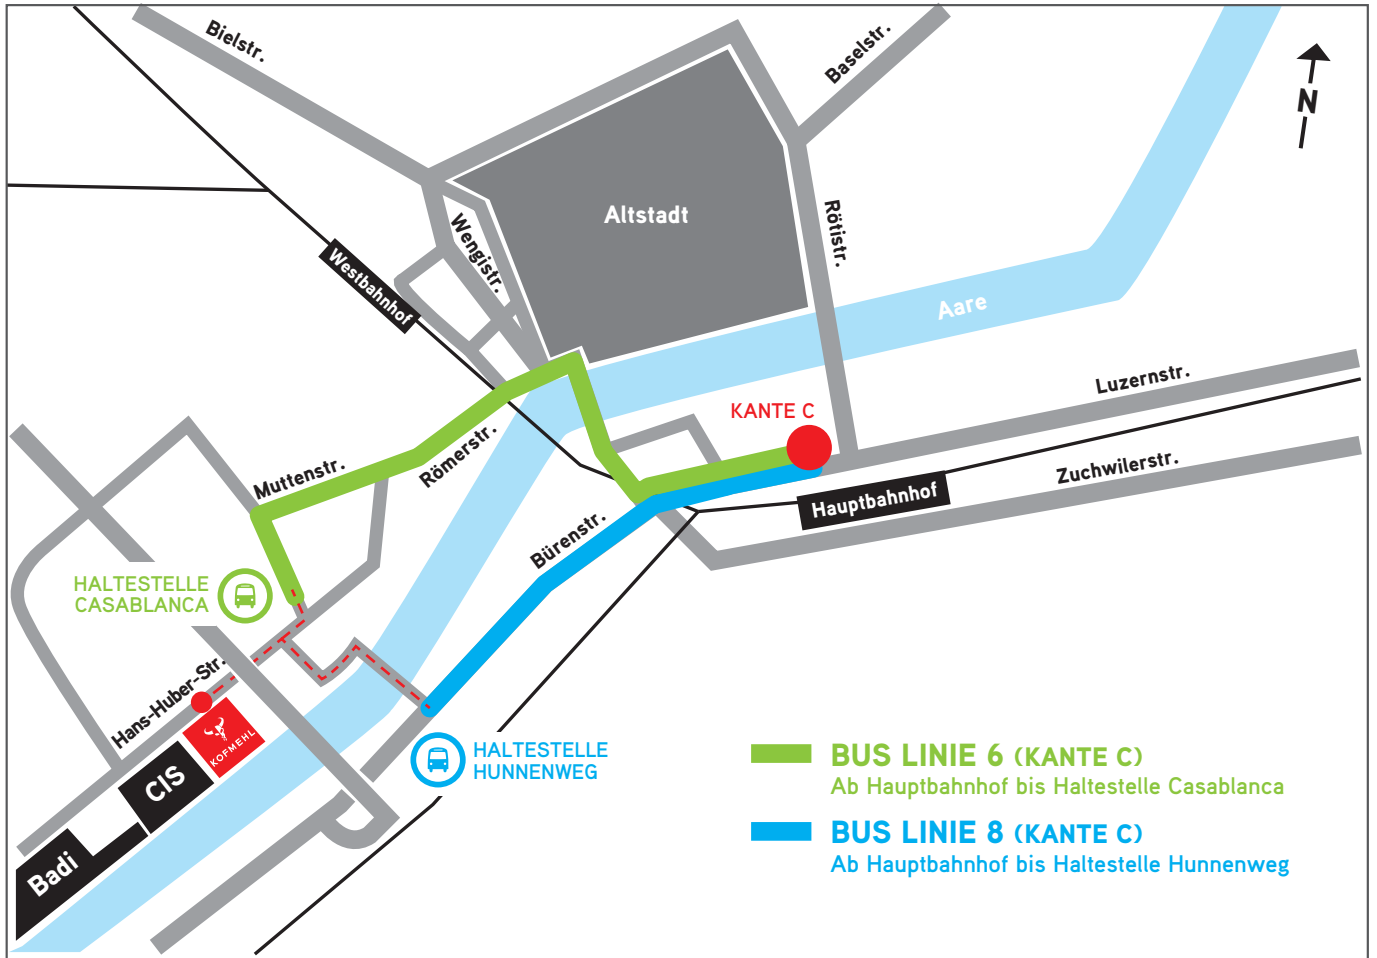 Bielstr.
Baselstr.
N
Altstadt
Wengistr.
Rötistr.
Westbahnhof
Aare
Luzernstr.
KANTE C
Römerstr.
Muttenstr.
Zuchwilerstr.
Hauptbahnhof
Bürenstr.
HALTESTELLE
CASABLANCA
Hans-Huber-Str.
KOFMEHL
CIS
Badi
HALTESTELLE
HUNNENWEG
BUS LINIE 6 (KANTE C)
Ab Hauptbahnhof bis Haltestelle Casablanca
BUS LINIE 8 (KANTE C)
Ab Hauptbahnhof bis Haltestelle Hunnenweg